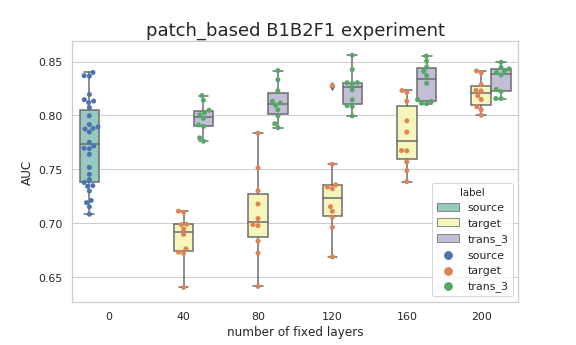 patch_based B1B2F1 experiment
AUC
0.85
0.80
0.75
0.70
0.65
0 40 80 120 160 200
number of fixed layers
label
source
target
trans_3
source
target
trans_3